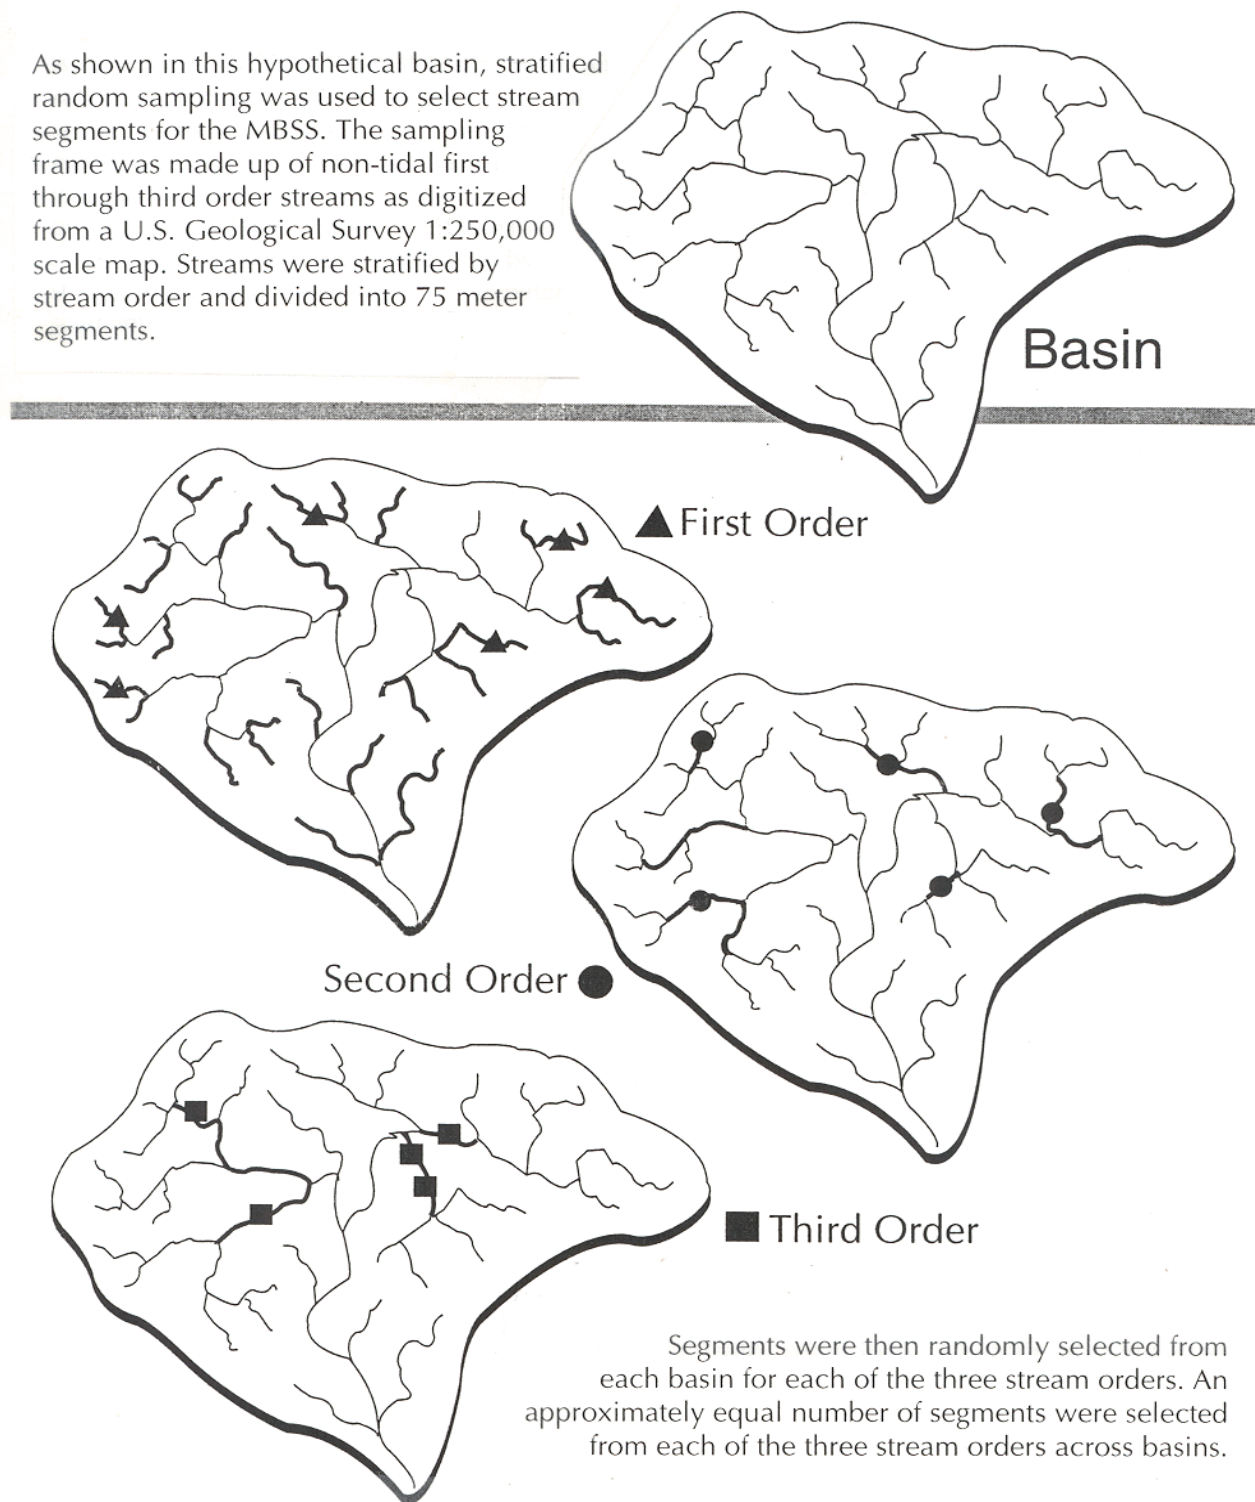 As shown in this hypothetical basin, stratified
random sampling was used to select stream
segments for the MBSS. The sampling
frame was made up of non-tidal first
through third order streams as digitized
from a U.S. Geological Survey 1:250,000
scale map. Streams were stratified by
stream order and divided into 75 meter
segments.
Basin
First Order
Second Order
Third Order
Segments were then randomly selected from
each basin for each of the three stream orders. An
approximately equal number of segments were selected
from each of the three stream orders across basins.